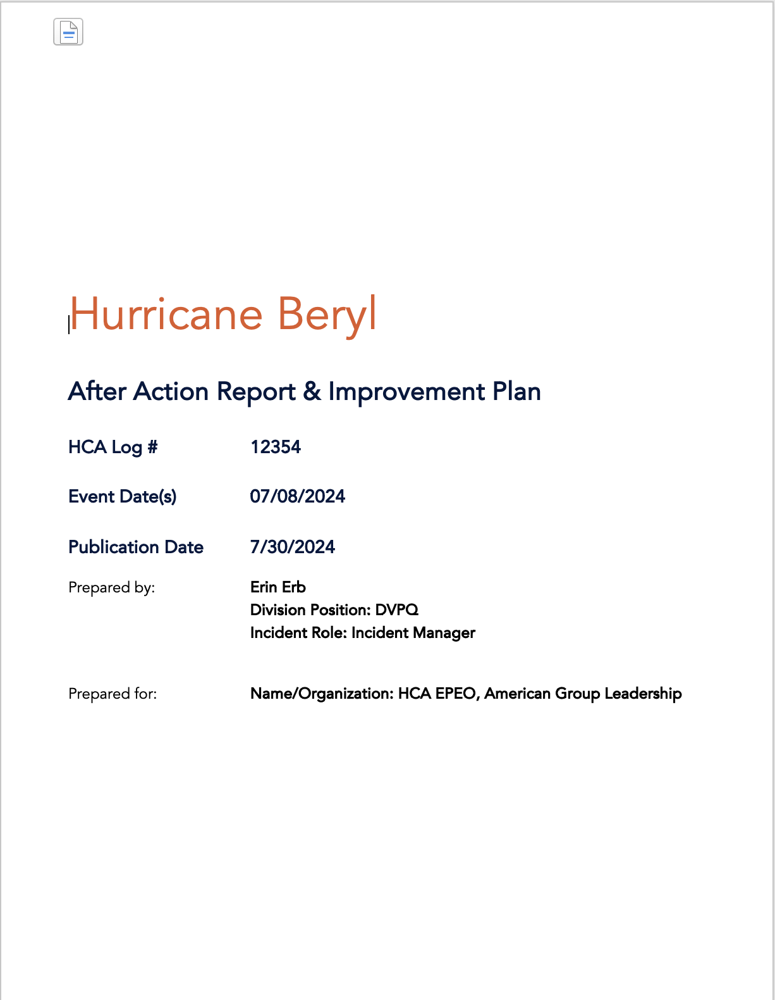 Hurricane Beryl
After Action Report & Improvement Plan
HCA Log # 12354
Event Date(s) 07/08/2024
Publication Date 7/30/2024
Prepared by: Erin Erb
Division Position: DVPQ
Incident Role: Incident Manager
Prepared for: Name/Organization: HCA EPEO, American Group Leadership